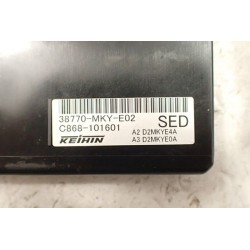 38770-MKY-E02
C868-101601
SED
KEIHIN
A2 D2MKYE4A
A3 D2MKYE0A